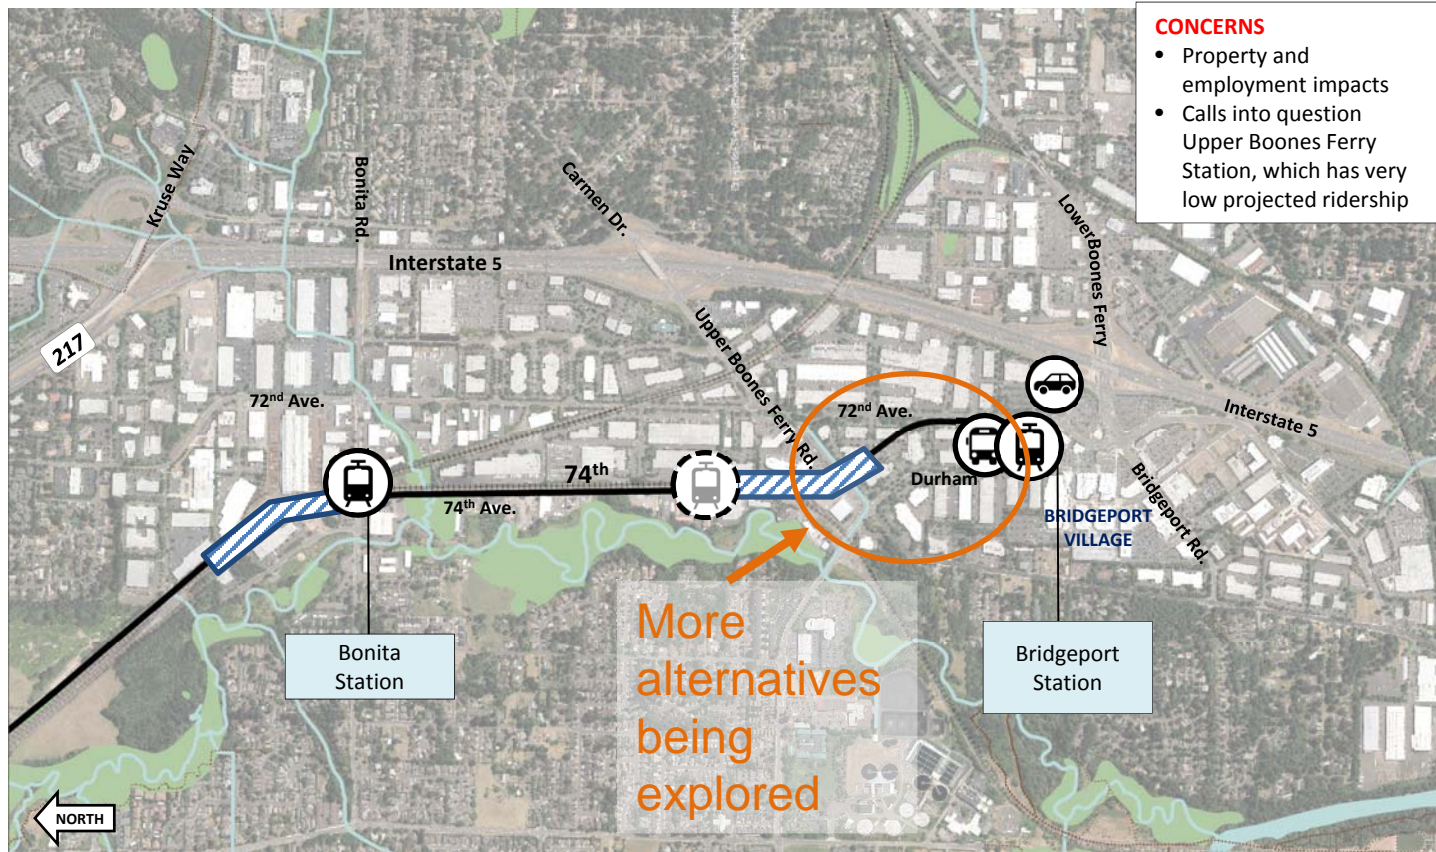 CONCERNS
• Property and
employment impacts
• Calls into question
Upper Boones Ferry
Station, which has very
low projected ridership
Kruse Way
Bonita Rd.
Carmen Dr.
Lower Boones Ferry
Interstate 5
217
Upper Boones Ferry Rd.
72nd Ave.
72nd Ave.
Interstate 5
74th
74th Ave.
Durham
BRIDGEPORT
VILLAGE
Bridgeport Rd.
More
alternatives
being
explored
Bonita
Station
Bridgeport
Station
NORTH